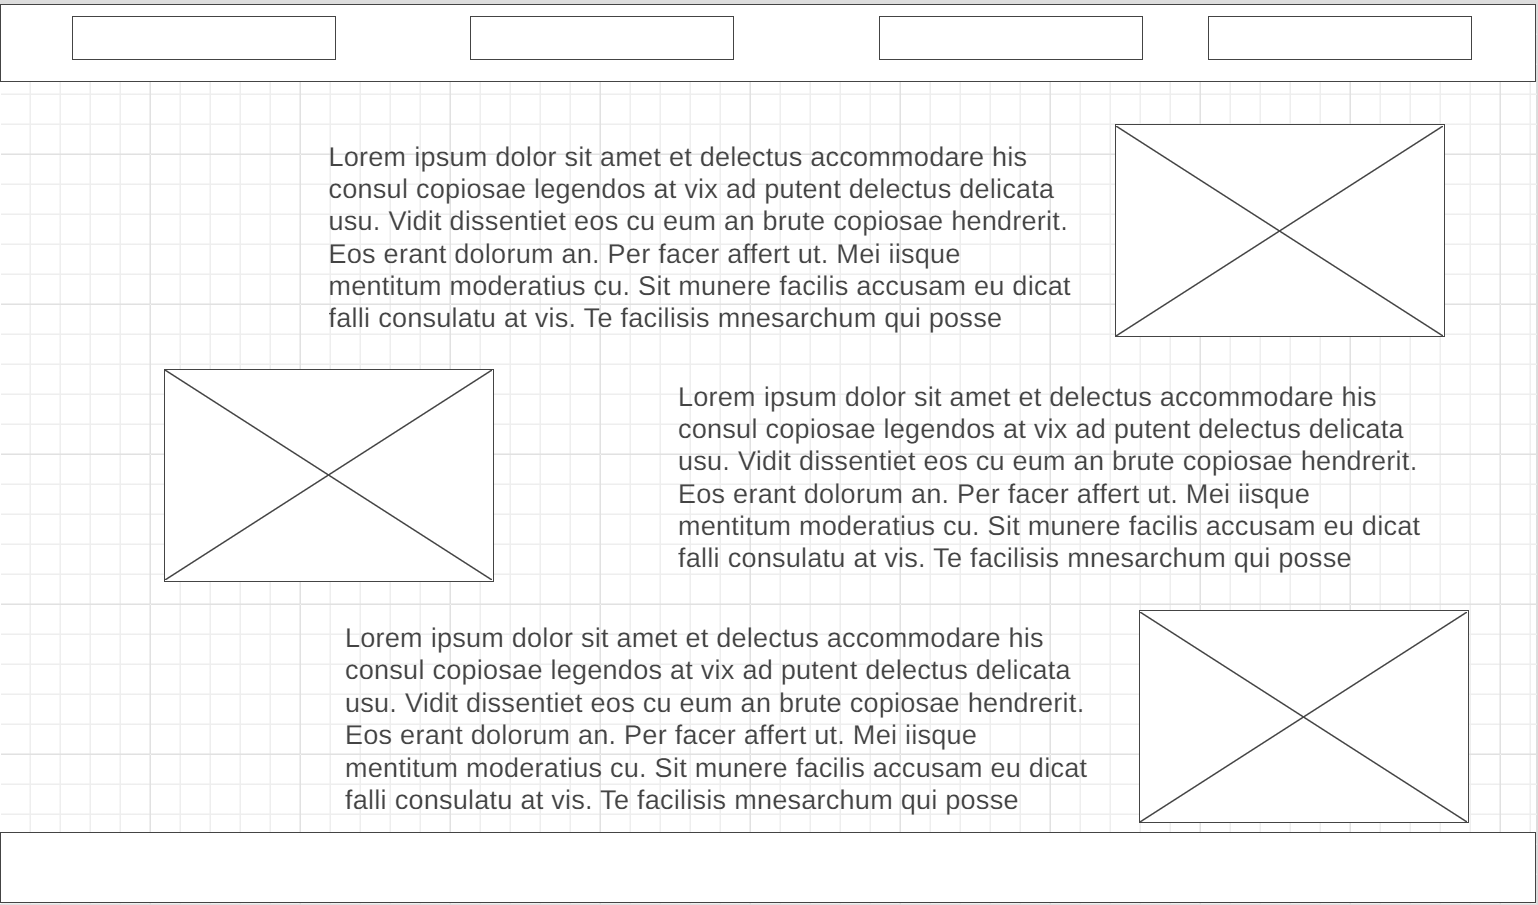 Lorem ipsum dolor sit amet et delectus accommodare his
consul copiosae legendos at vix ad putent delectus delicata
usu. Vidit dissentiet eos cu eum an brute copiosae hendrerit.
Eos erant dolorum an. Per facer affert ut. Mei iisque
mentitum moderatius cu. Sit munere facilis accusam eu dicat
falli consulatu at vis. Te facilisis mnesarchum qui posse
Lorem ipsum dolor sit amet et delectus accommodare his
consul copiosae legendos at vix ad putent delectus delicata
usu. Vidit dissentiet eos cu eum an brute copiosae hendrerit.
Eos erant dolorum an. Per facer affert ut. Mei iisque
mentitum moderatius cu. Sit munere facilis accusam eu dicat
falli consulatu at vis. Te facilisis mnesarchum qui posse
Lorem ipsum dolor sit amet et delectus accommodare his
consul copiosae legendos at vix ad putent delectus delicata
usu. Vidit dissentiet eos cu eum an brute copiosae hendrerit.
Eos erant dolorum an. Per facer affert ut. Mei iisque
mentitum moderatius cu. Sit munere facilis accusam eu dicat
falli consulatu at vis. Te facilisis mnesarchum qui posse